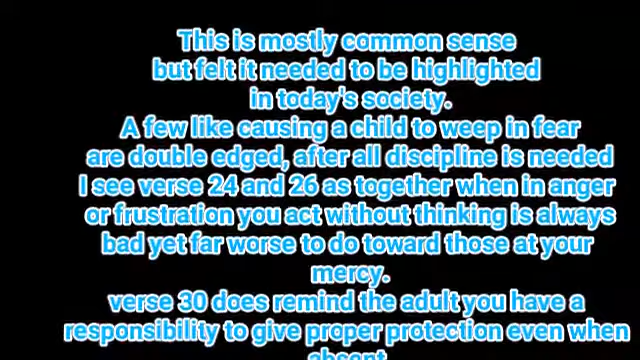 This is mostly common sense
but felt it needed to be highlighted
in today's society.
A few like causing a child to weep in fear
are double edged, after all discipline is needed
I see verse 24 and 26 as together when in anger
or frustration you act without thinking is always
bad yet far worse to do toward those at your
mercy.
verse 30 does remind the adult you have a
responsibility to give proper protection even when
absent